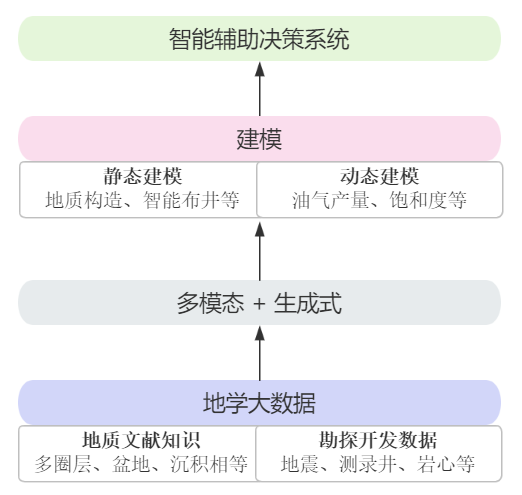 智能辅助决策系统
建模
静态建模
地质构造、智能布井等
动态建模
油气产量、饱和度等
多模态 + 生成式
地学大数据
地质文献知识
多圈层、盆地、沉积相等
勘探开发数据
地震、测录井、岩心等